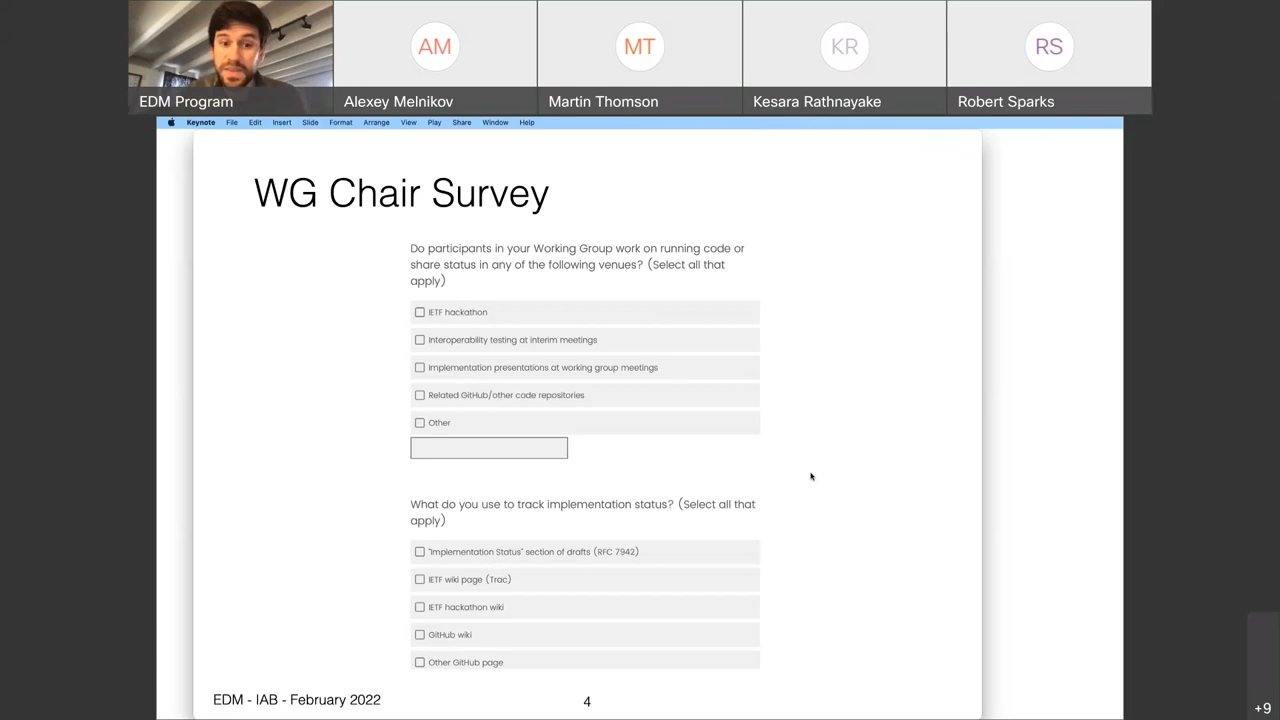 AM
MT
KR
RS
EDM Program
Alexey Melnikov
Martin Thomson
Kesara Rathnayake
Robert Sparks
Keynote File Edit Insert Slide Format Arrange View Play Share Window Help
WG Chair Survey
Do participants in your Working Group work on running code or
share status in any of the following venues? (Select all that
apply)
IETF hackathon
Interoperability testing at interim meetings
Implementation presentations at working group meetings
Related GitHub/other code repositories
Other
What do you use to track implementation status? (Select all that
apply)
"Implementation Status" section of drafts (RFC 7942)
IETF wiki page (Trac)
IETF hackathon wiki
GitHub wiki
Other GitHub page
EDM - IAB - February 2022
4
+9